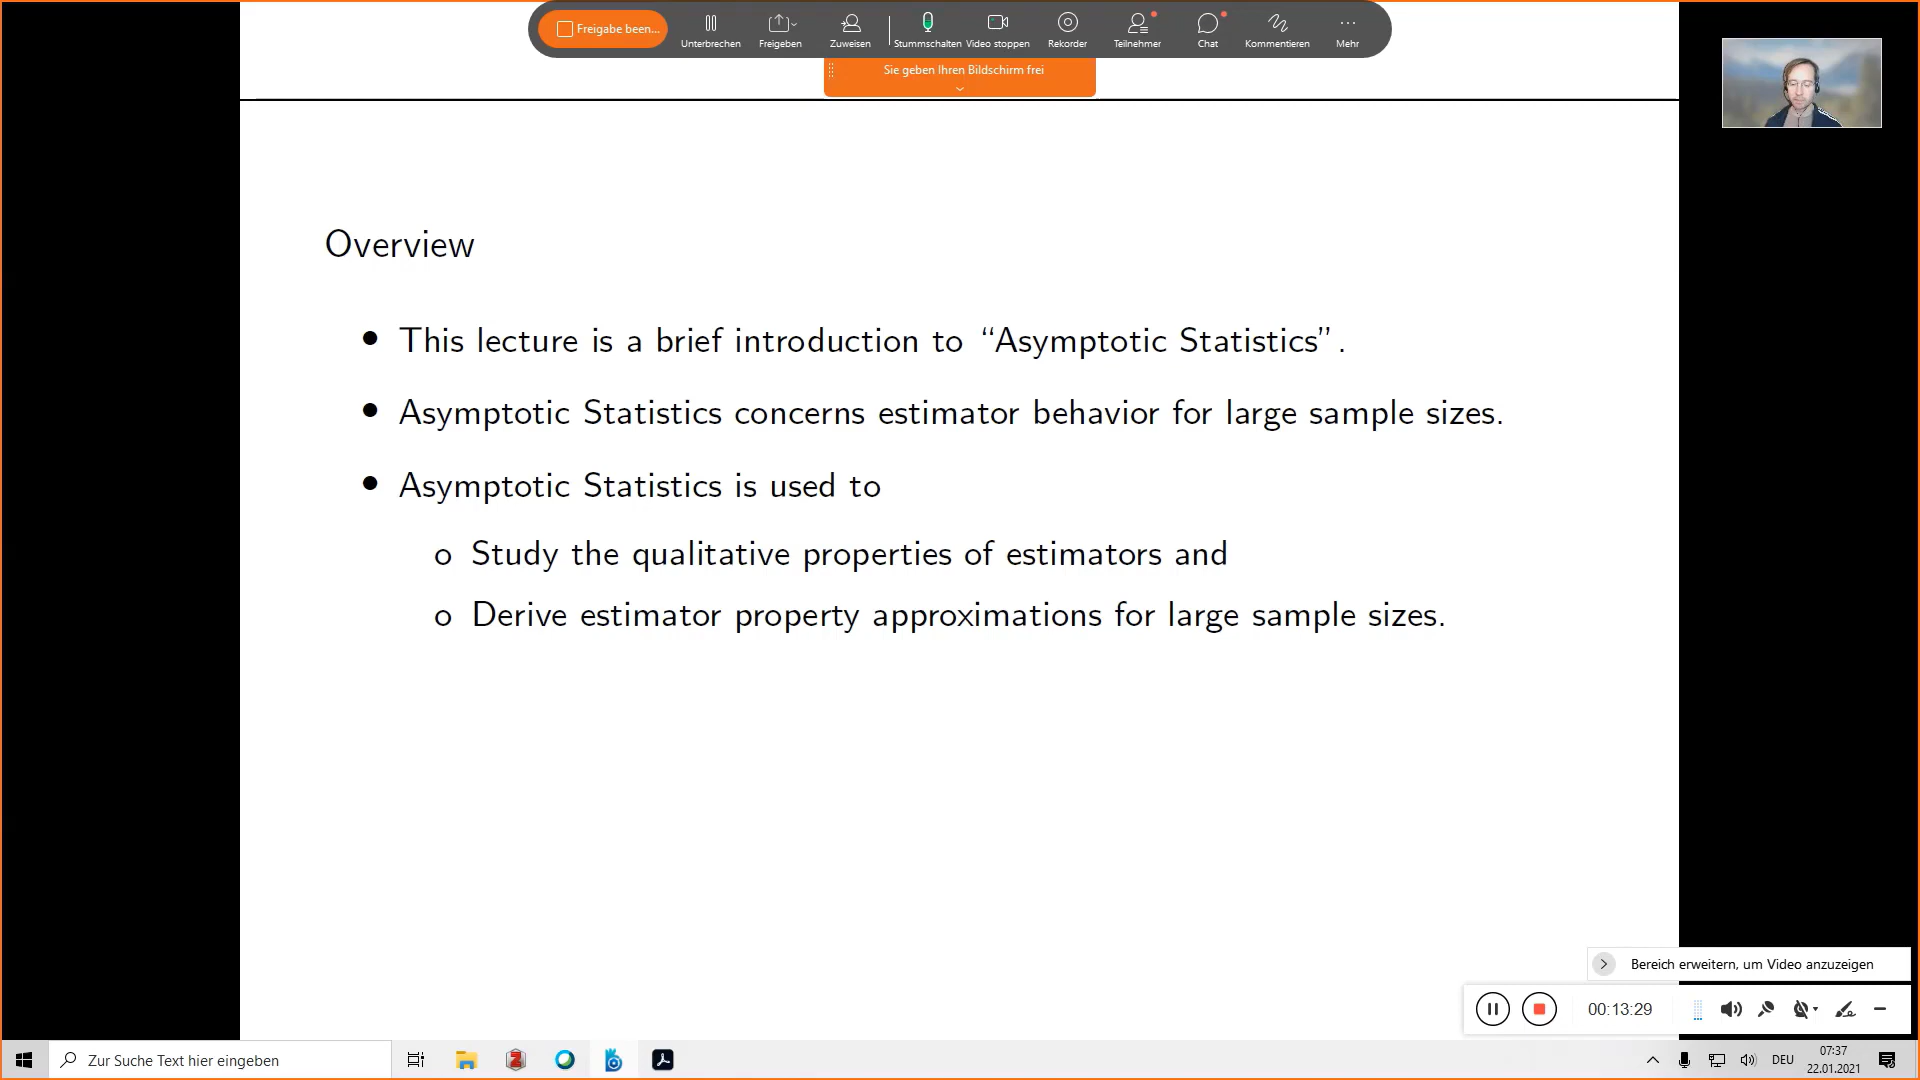 Freigabe been...
Unterbrechen
Freigeben
Zuweisen
Stummschalten
Video stoppen
Rekorder
Teilnehmer
Chat
Kommentieren
Mehr
Sie geben Ihren Bildschirm frei
Overview
This lecture is a brief introduction to “Asymptotic Statistics”.
Asymptotic Statistics concerns estimator behavior for large sample sizes.
Asymptotic Statistics is used to
Study the qualitative properties of estimators and
Derive estimator property approximations for large sample sizes.
Bereich erweitern, um Video anzuzeigen
00:13:29
Zur Suche Text hier eingeben
DEU
07:37
22.01.2021